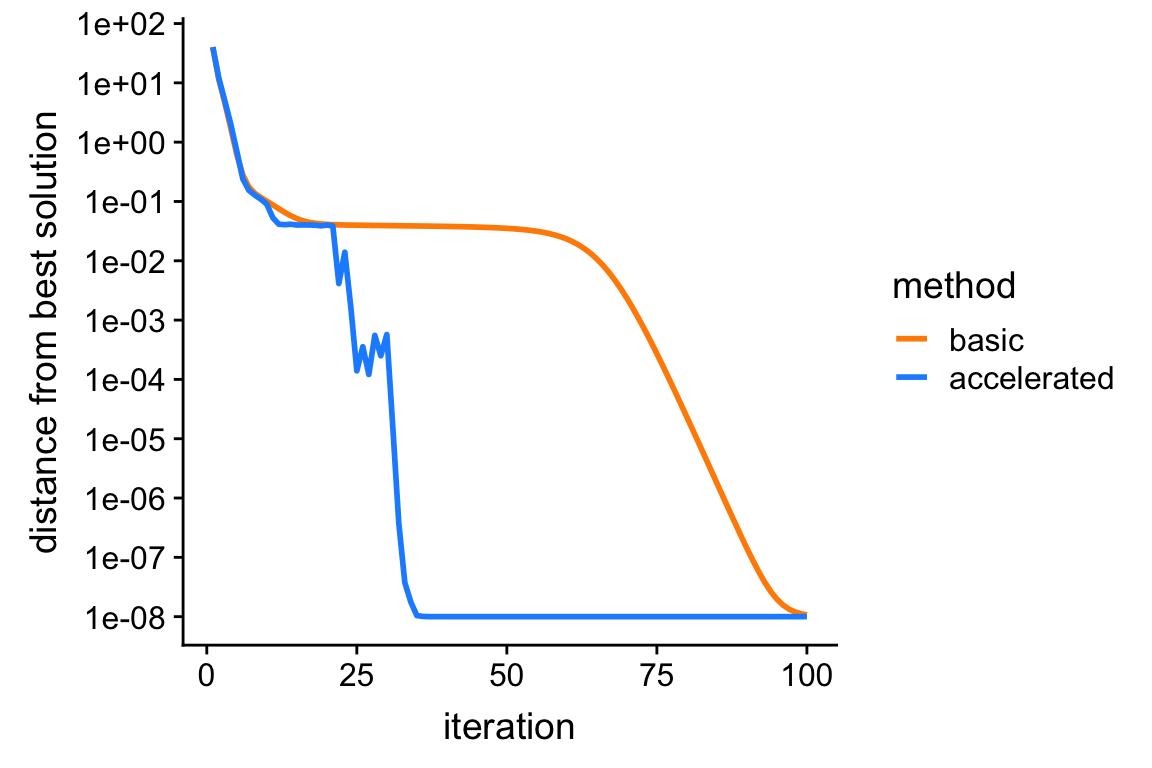 distance from best solution
1e+02
1e+01
1e+00
1e-01
1e-02
1e-03
1e-04
1e-05
1e-06
1e-07
1e-08
0 25 50 75 100
iteration
method
basic
accelerated